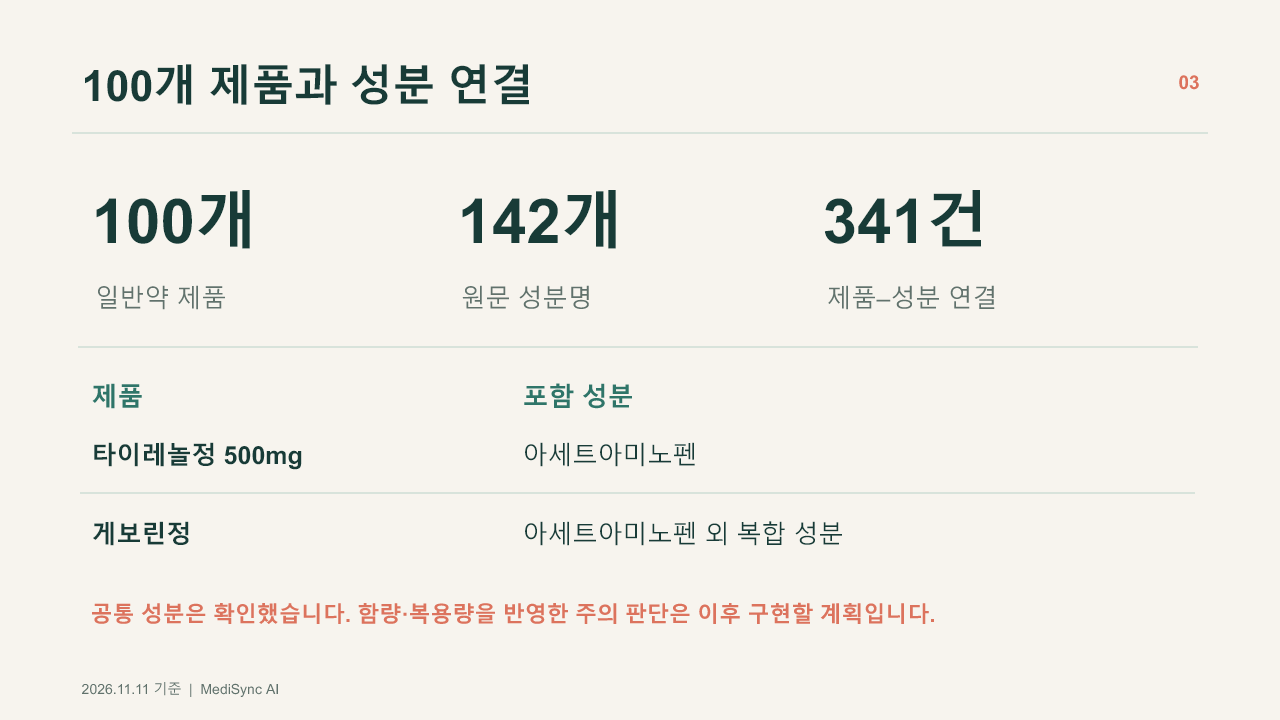 100개 제품과 성분 연결
03
100개
142개
341건
일반약 제품
원문 성분명
제품–성분 연결
제품
포함 성분
타이레놀정 500mg
아세트아미노펜
게보린정
아세트아미노펜 외 복합 성분
공통 성분은 확인했습니다. 함량·복용량을 반영한 주의 판단은 이후 구현할 계획입니다.
2026.11.11 기준 | MediSync AI